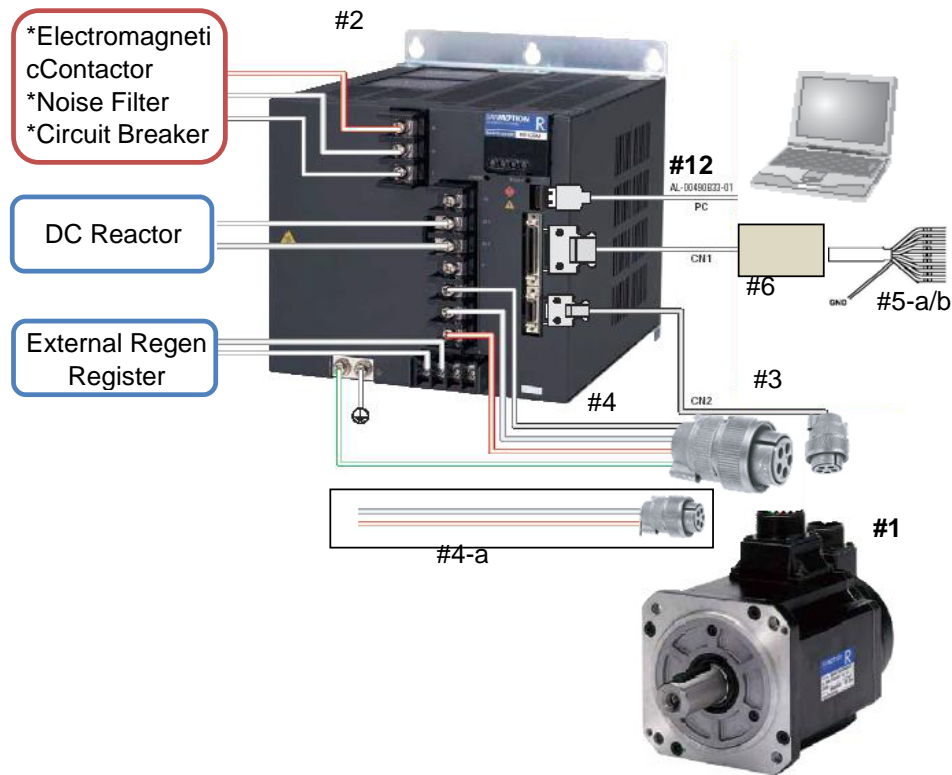 #2
*Electromagneti
cContactor
*Noise Filter
*Circuit Breaker
R
#12
AL-00490833-01
PC
DC Reactor
CN1
#6
GND
#5-a/b
External Regen
Register
#3
#4
CN2
#4-a
#1
R